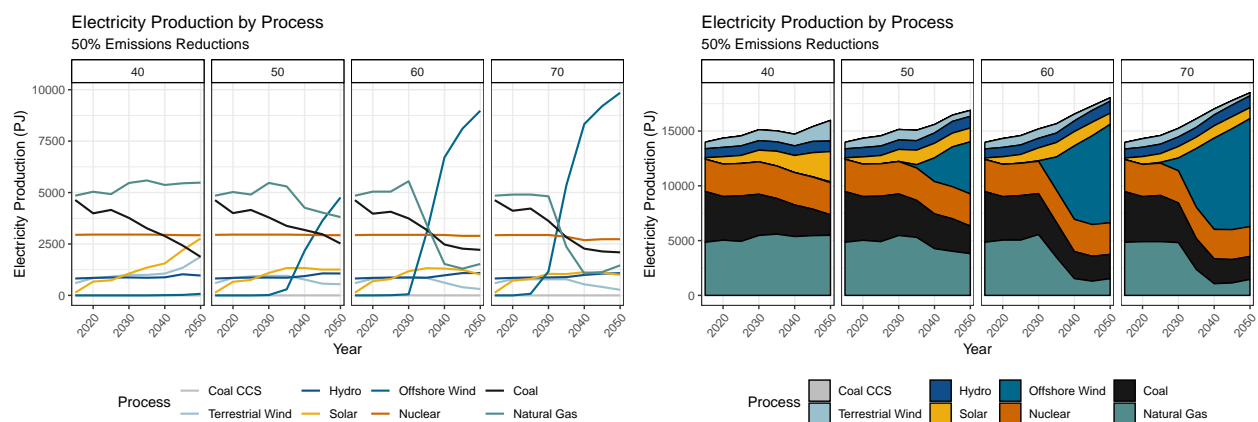 Electricity Production by Process
50% Emissions Reductions
40 50 60 70
Electricity Production (PJ)
10000
7500
5000
2500
0
2020 2030 2040 2050 2020 2030 2040 2050 2020 2030 2040 2050 2020 2030 2040 2050
Year
Process
Coal CCS Hydro Offshore Wind Coal
Terrestrial Wind Solar Nuclear Natural Gas
Electricity Production by Process
50% Emissions Reductions
40 50 60 70
Electricity Production (PJ)
15000
10000
5000
0
2020 2030 2040 2050 2020 2030 2040 2050 2020 2030 2040 2050 2020 2030 2040 2050
Year
Process
Coal CCS Hydro Offshore Wind Coal
Terrestrial Wind Solar Nuclear Natural Gas